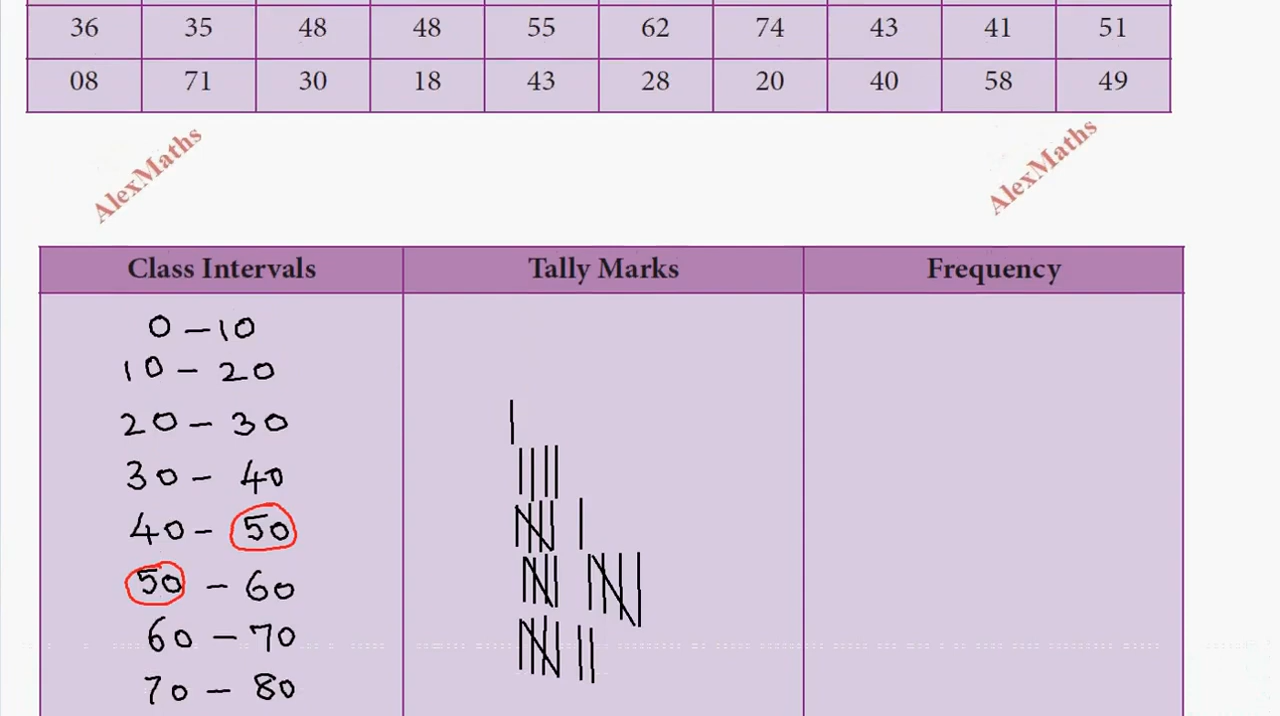 36 35 48 48 55 62 74 43 41 51
08 71 30 18 43 28 20 40 58 49
AlexMaths AlexMaths
Class Intervals Tally Marks Frequency
0 - 10
10 - 20
20 - 30
30 - 40
40 - 50
50 - 60
60 - 70
70 - 80